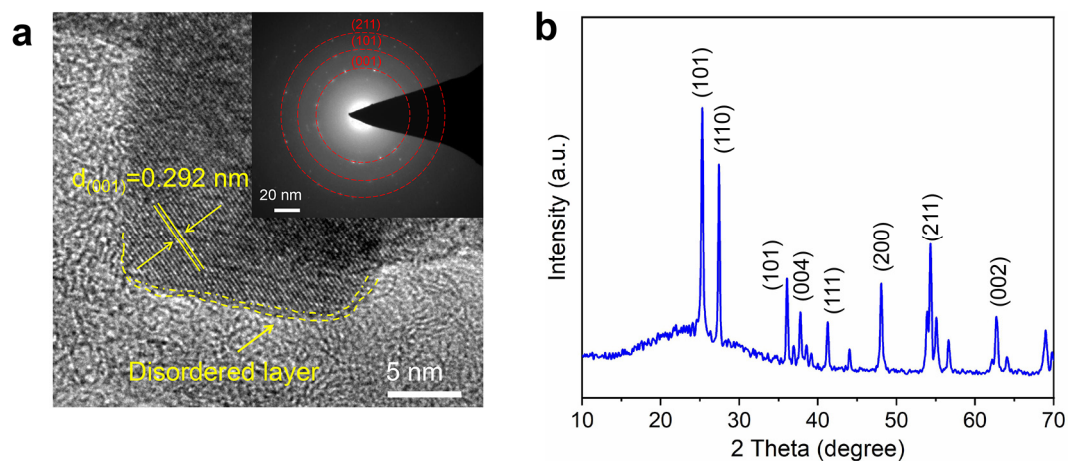 a
(211)
(101)
(001)
d(001)=0.292 nm
20 nm
Disordered layer
5 nm
b
Intensity (a.u.)
(101)
(110)
(101)
(004)
(111)
(200)
(211)
(002)
10 20 30 40 50 60 70
2 Theta (degree)